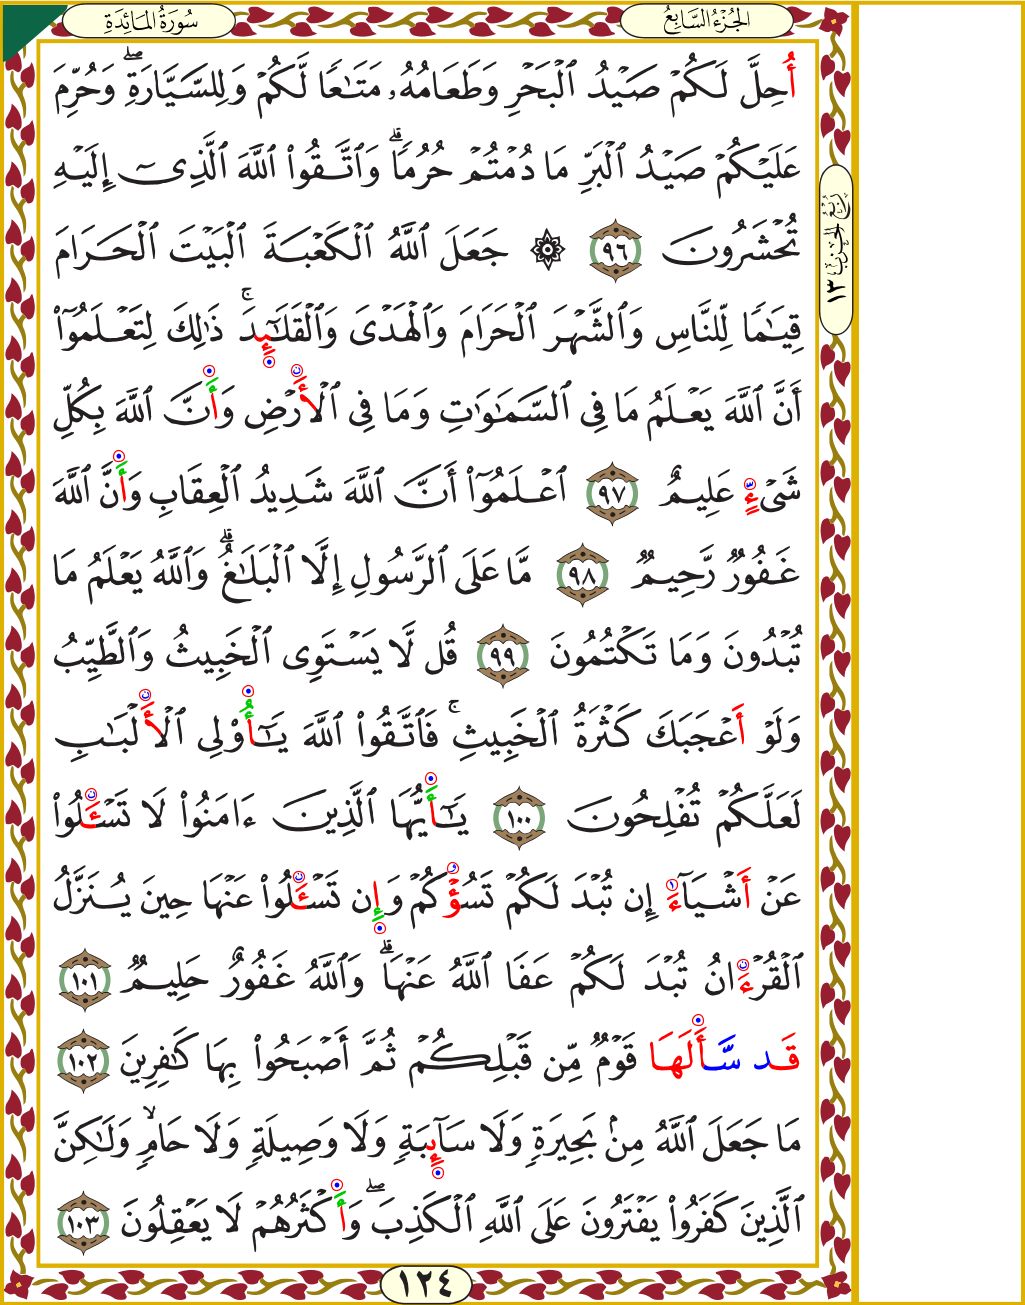 سُورَةُ المَائِدَةِ
الجُزْءُ السَّابِعُ
أُحِلَّ لَكُمۡ صَيۡدُ ٱلۡبَحۡرِ وَطَعَامُهُۥ مَتَٰعٗا لَّكُمۡ وَلِلسَّيَّارَةِۖ وَحُرِّمَ
عَلَيۡكُمۡ صَيۡدُ ٱلۡبَرِّ مَا دُمۡتُمۡ حُرُمٗاۗ وَٱتَّقُواْ ٱللَّهَ ٱلَّذِيٓ إِلَيۡهِ
تُحۡشَرُونَ ٩٦ ۞ جَعَلَ ٱللَّهُ ٱلۡكَعۡبَةَ ٱلۡبَيۡتَ ٱلۡحَرَامَ
رُبْعُ الحِزْبِ ١٣
قِيَٰمٗا لِّلنَّاسِ وَٱلشَّهۡرَ ٱلۡحَرَامَ وَٱلۡهَدۡيَ وَٱلۡقَلَٰٓئِدَۚ ذَٰلِكَ لِتَعۡلَمُوٓاْ
أَنَّ ٱللَّهَ يَعۡلَمُ مَا فِي ٱلسَّمَٰوَٰتِ وَمَا فِي ٱلۡأَرۡضِ وَأَنَّ ٱللَّهَ بِكُلِّ
شَيۡءٍ عَلِيمٌ ٩٧ ٱعۡلَمُوٓاْ أَنَّ ٱللَّهَ شَدِيدُ ٱلۡعِقَابِ وَأَنَّ ٱللَّهَ
غَفُورٞ رَّحِيمٞ ٩٨ مَّا عَلَى ٱلرَّسُولِ إِلَّا ٱلۡبَلَٰغُۗ وَٱللَّهُ يَعۡلَمُ مَا
تُبۡدُونَ وَمَا تَكۡتُمُونَ ٩٩ قُل لَّا يَسۡتَوِي ٱلۡخَبِيثُ وَٱلطَّيِّبُ
وَلَوۡ أَعۡجَبَكَ كَثۡرَةُ ٱلۡخَبِيثِۚ فَٱتَّقُواْ ٱللَّهَ يَٰٓأُوْلِي ٱلۡأَلۡبَٰبِ
لَعَلَّكُمۡ تُفۡلِحُونَ ١٠٠ يَٰٓأَيُّهَا ٱلَّذِينَ ءَامَنُواْ لَا تَسۡـَٔلُواْ
عَنۡ أَشۡيَآءَ إِن تُبۡدَ لَكُمۡ تَسُؤۡكُمۡ وَإِن تَسۡـَٔلُواْ عَنۡهَا حِينَ يُنَزَّلُ
ٱلۡقُرۡءَانُ تُبۡدَ لَكُمۡ عَفَا ٱللَّهُ عَنۡهَاۗ وَٱللَّهُ غَفُورٌ حَلِيمٞ ١٠١
قَدۡ سَّأَلَهَا قَوۡمٞ مِّن قَبۡلِكُمۡ ثُمَّ أَصۡبَحُواْ بِهَا كَٰفِرِينَ ١٠٢
مَا جَعَلَ ٱللَّهُ مِنۢ بَحِيرَةٖ وَلَا سَآئِبَةٖ وَلَا وَصِيلَةٖ وَلَا حَامٖ ۙ وَلَٰكِنَّ
ٱلَّذِينَ كَفَرُواْ يَفۡتَرُونَ عَلَى ٱللَّهِ ٱلۡكَذِبَۖ وَأَكۡثَرُهُمۡ لَا يَعۡقِلُونَ ١٠٣
١٢٤